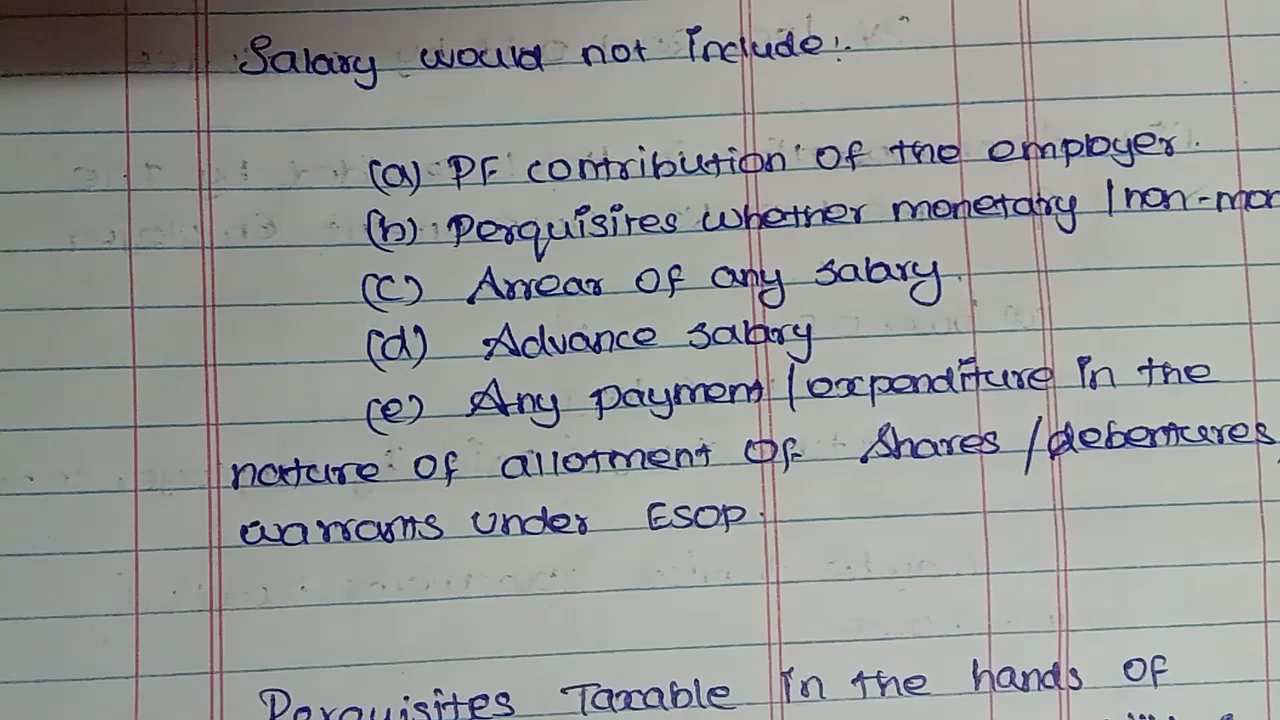 Salary would not Include:
(a) PF contribution of the employer.
(b) Perquisites whether monetary / non-mon
(c) Arrear of any salary.
(d) Advance salary
(e) Any payment / expenditure in the
nature of allotment of shares / debentures,
warrants under ESOP.
Perquisites Taxable in the hands of